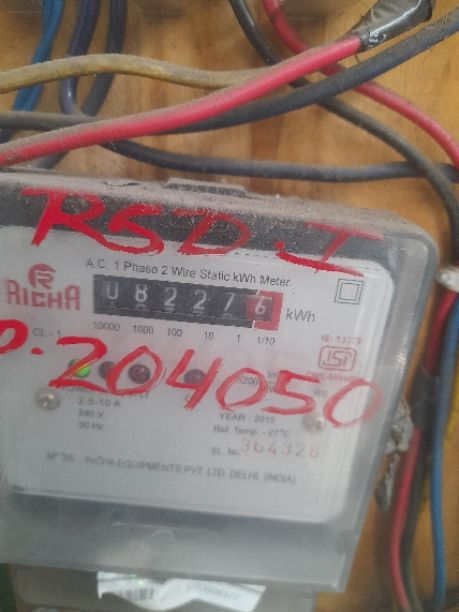 RSD.I
A.C. 1 Phase 2 Wire Static kWh Meter
RICHA
082276 kWh
10000 1000 100 10 1 1/10
CL-1
IS: 13779
ISI
204050
2.5-10 A
240 V.
50 Hz.
YEAR - 2015
Ref. Temp. - 27°C
SL. No 364328
EQUIPMENTS PVT. LTD. DELHI, (INDIA)